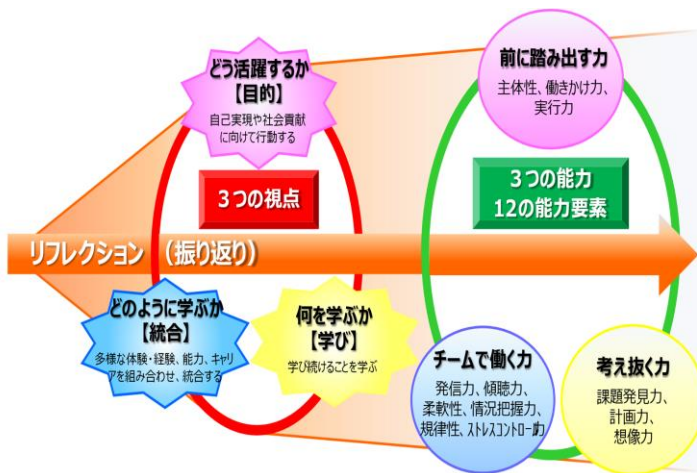 どう活躍するか
【目的】
自己実現や社会貢献
に向けて行動する
3つの視点
リフレクション (振り返り)
どのように学ぶか
【統合】
多様な体験・経験、能力、キャリ
アを組み合わせ、統合する
何を学ぶか
【学び】
学び続けることを学ぶ
前に踏み出す力
主体性、働きかけ力、
実行力
3つの能力
12の能力要素
チームで働く力
発信力、傾聴力、
柔軟性、情況把握力、
規律性、ストレスコントロール力
考え抜く力
課題発見力、
計画力、
想像力